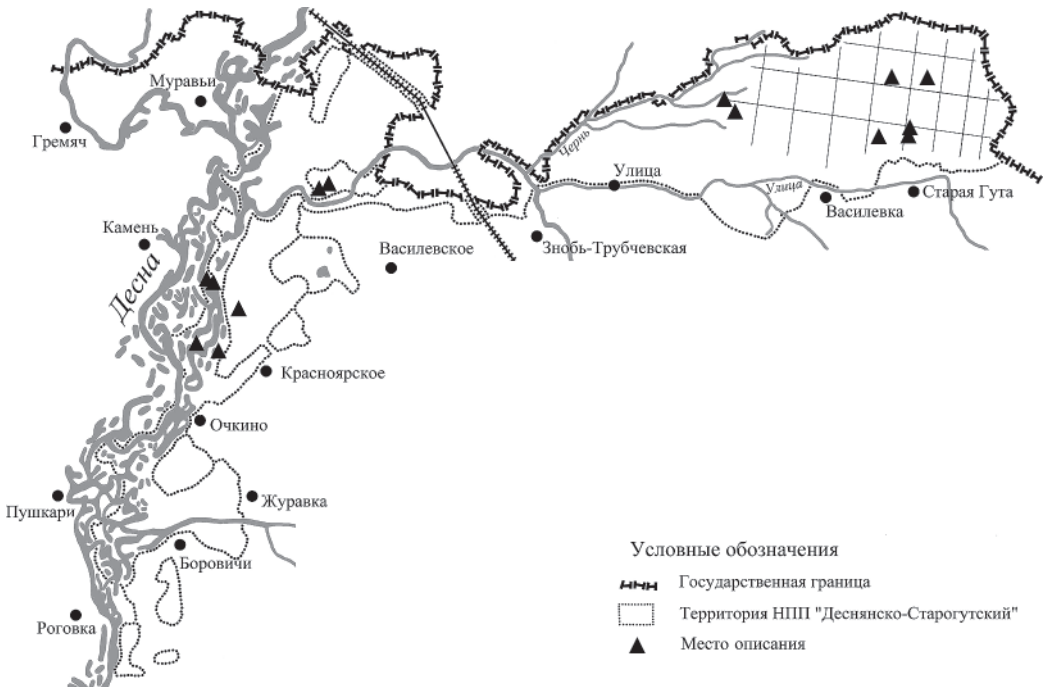 Муравьи
Гремяч
Чернь
Улица
Улица
Старая Гута
Василевка
Камень
Василевское
Знобь-Трубчевская
Десна
Красноярское
Очкино
Пушкари
Журавка
Боровичи
Роговка
Условные обозначения
Государственная граница
Территория НПП "Деснянско-Старогутский"
Место описания